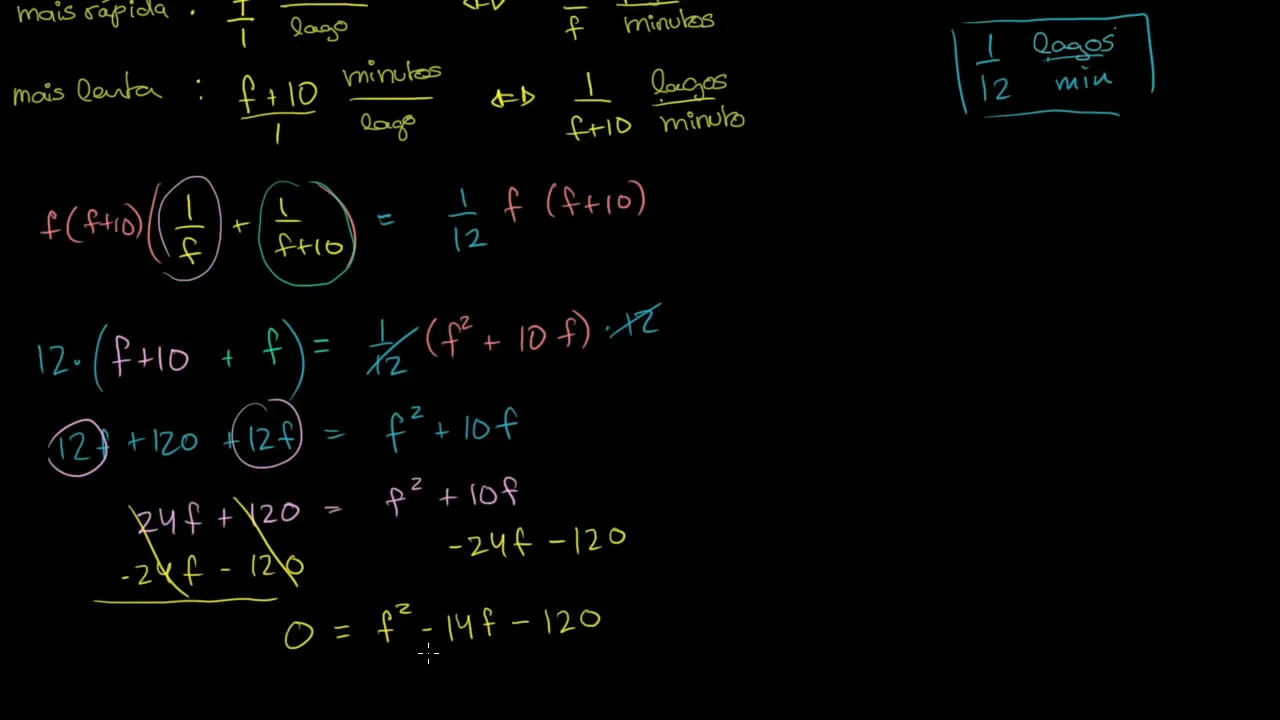 mais rápida : f/1 lago ⇔ 1/f minutos
1/12 lagos/min
mais lenta : (f+10)/1 minutos/lago ⇔ 1/(f+10) lagos/minuto
f(f+10)(1/f + 1/(f+10)) = 1/12 f (f+10)
12·(f+10 + f) = 1/12 (f² + 10f)·12
12f + 120 + 12f = f² + 10f
24f + 120 = f² + 10f
-24f - 120 -24f - 120
0 = f² - 14f - 120